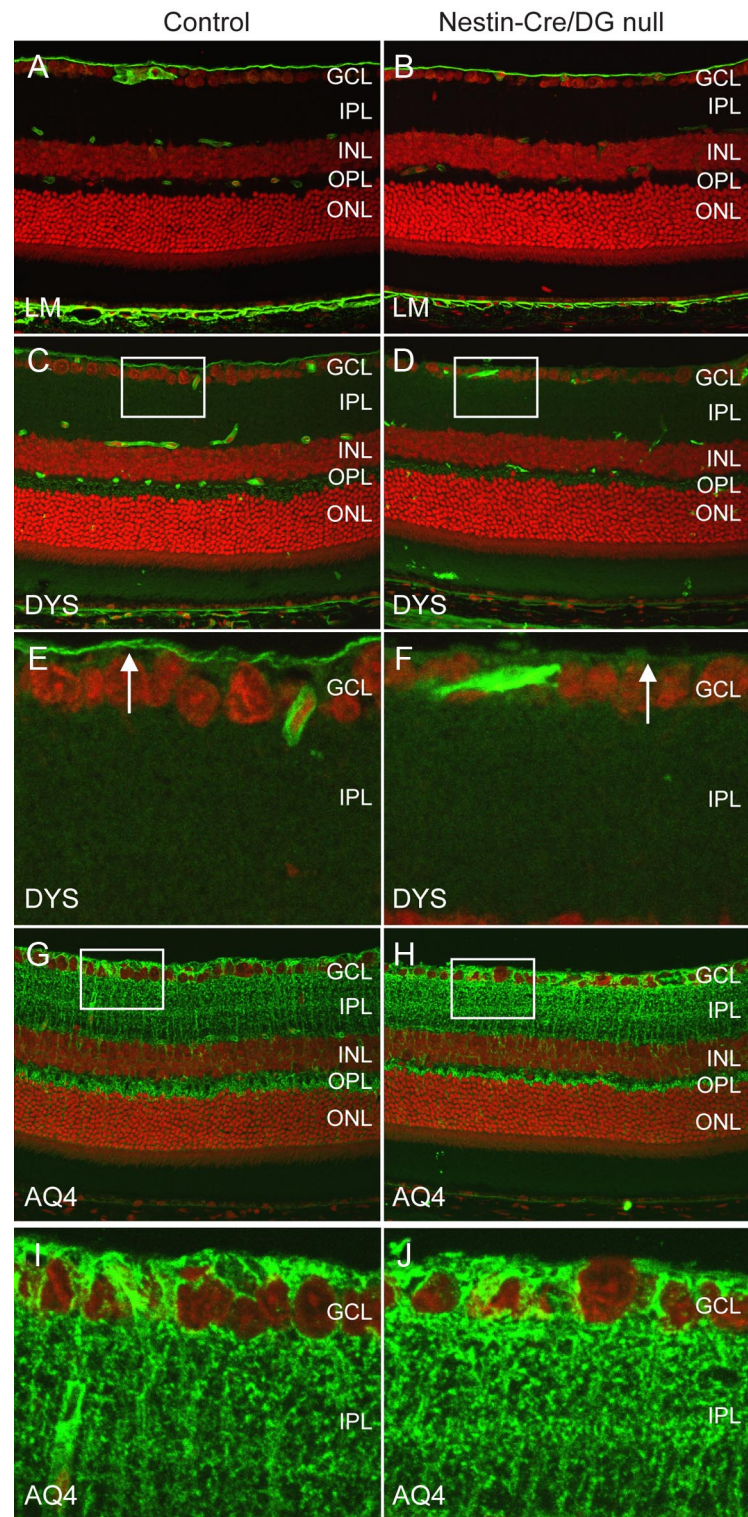 Control Nestin-Cre/DG null
A B
GCL GCL
IPL IPL
INL INL
OPL OPL
ONL ONL
LM LM
C D
GCL GCL
IPL IPL
INL INL
OPL OPL
ONL ONL
DYS DYS
E F
GCL GCL
IPL IPL
DYS DYS
G H
GCL GCL
IPL IPL
INL INL
OPL OPL
ONL ONL
AQ4 AQ4
I J
GCL GCL
IPL IPL
AQ4 AQ4